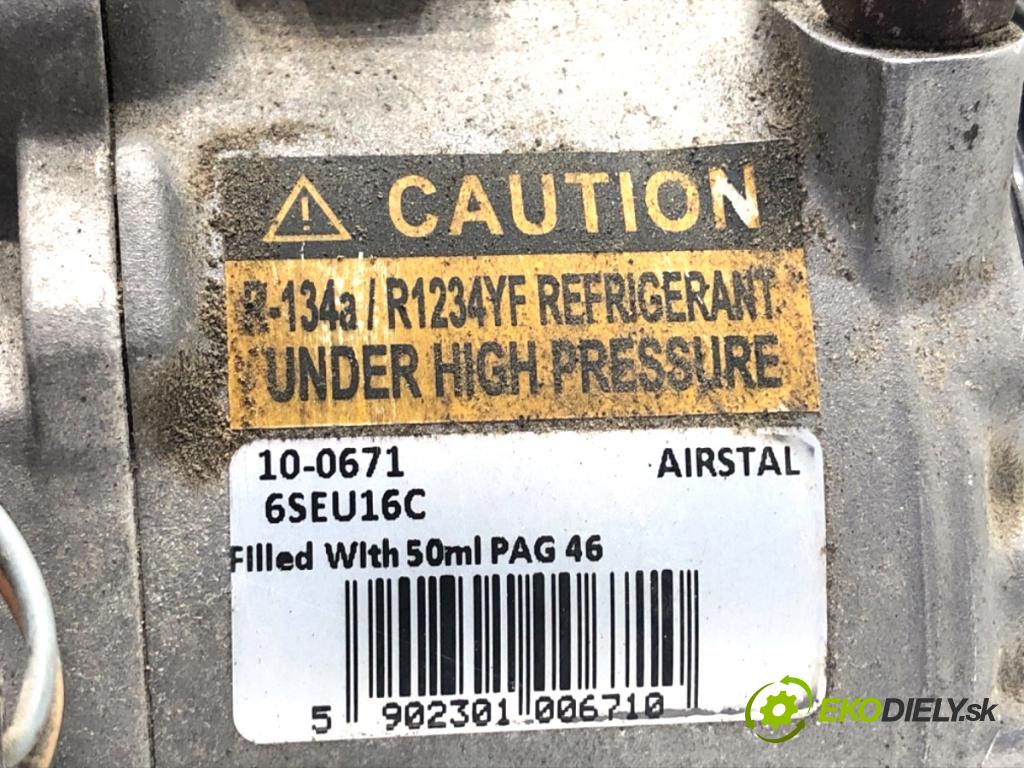 CAUTION
R-134a / R1234YF REFRIGERANT
UNDER HIGH PRESSURE
10-0671 AIRSTAL
6SEU16C
Filled With 50ml PAG 46
5 902301 006710
EKODIELY.sk